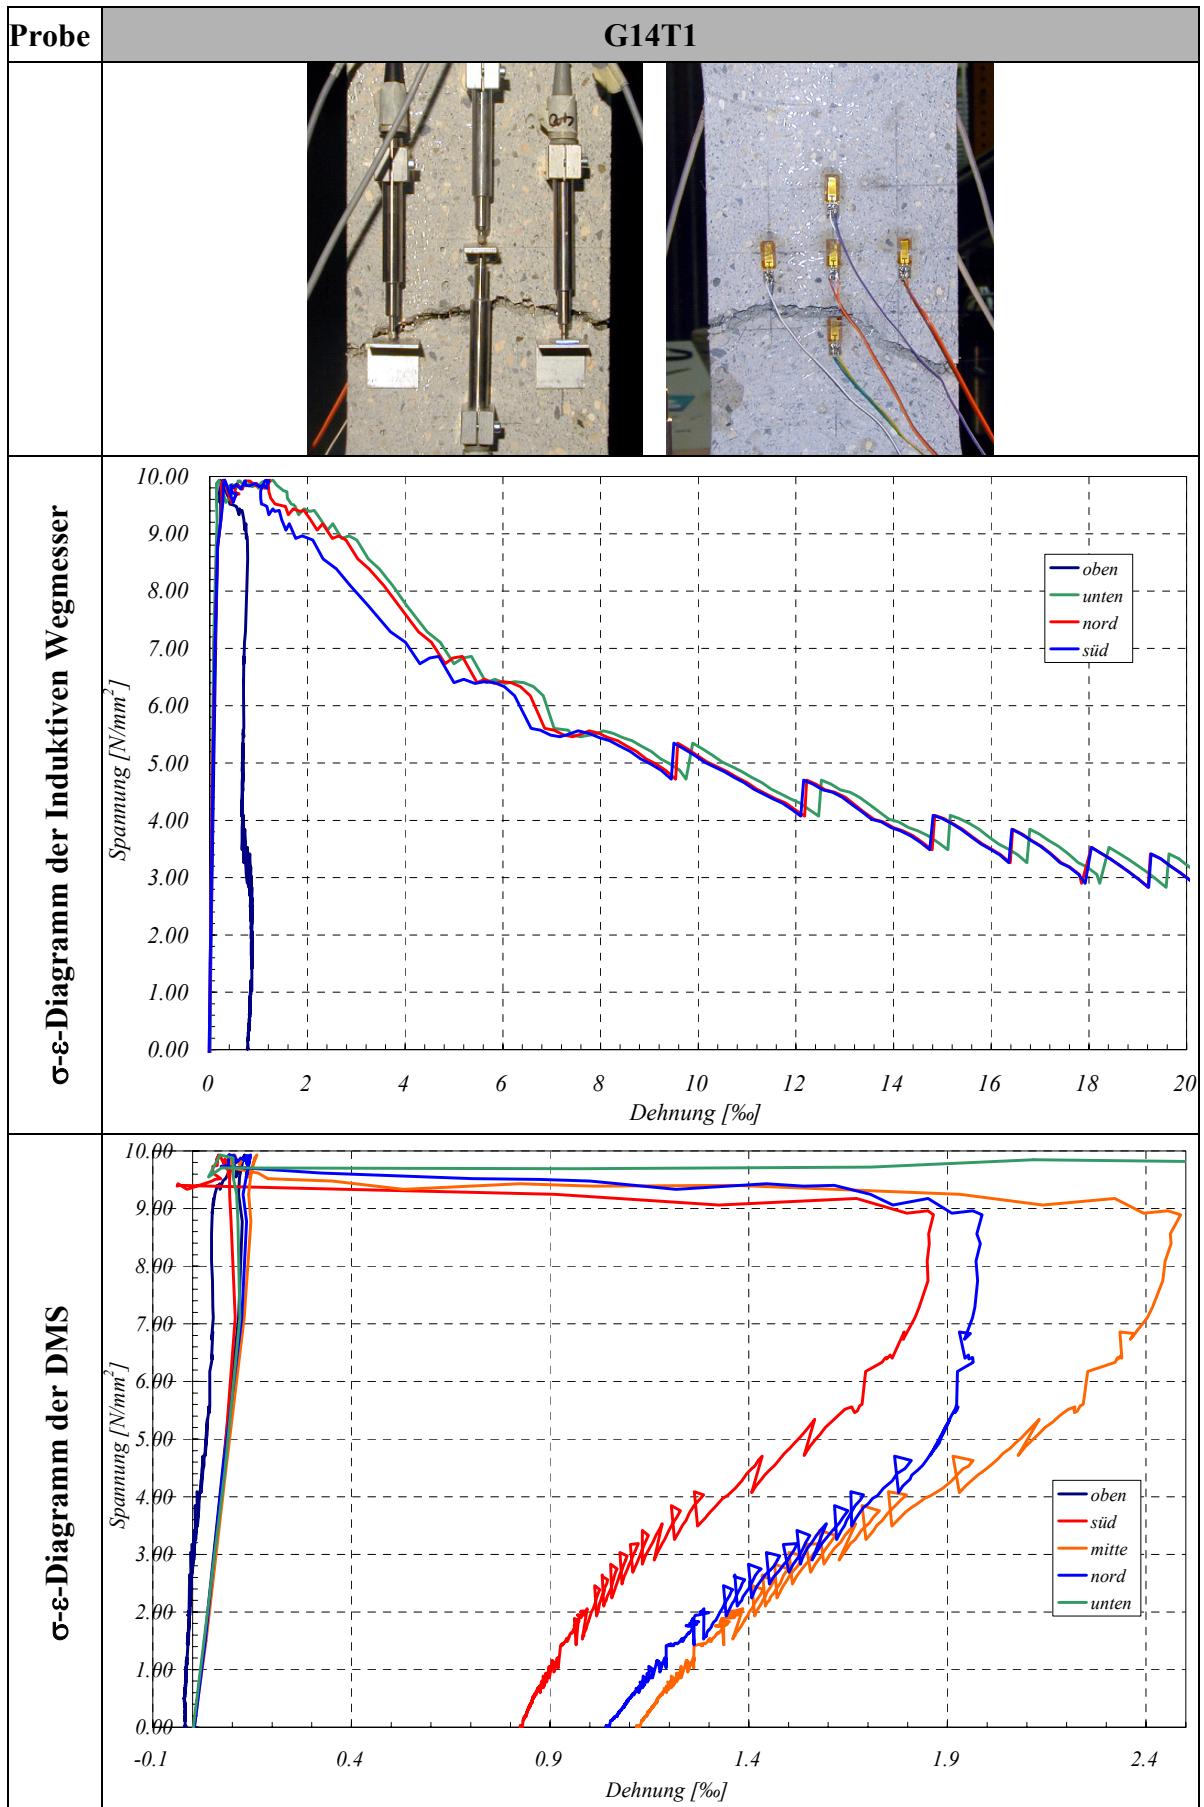 Probe
G14T1
σ-ε-Diagramm der Induktiven Wegmesser
Spannung [N/mm²]
10.00
9.00
8.00
7.00
6.00
5.00
4.00
3.00
2.00
1.00
0.00
oben
unten
nord
süd
0 2 4 6 8 10 12 14 16 18 20
Dehnung [‰]
σ-ε-Diagramm der DMS
Spannung [N/mm²]
10.00
9.00
8.00
7.00
6.00
5.00
4.00
3.00
2.00
1.00
0.00
oben
süd
mitte
nord
unten
-0.1 0.4 0.9 1.4 1.9 2.4
Dehnung [‰]